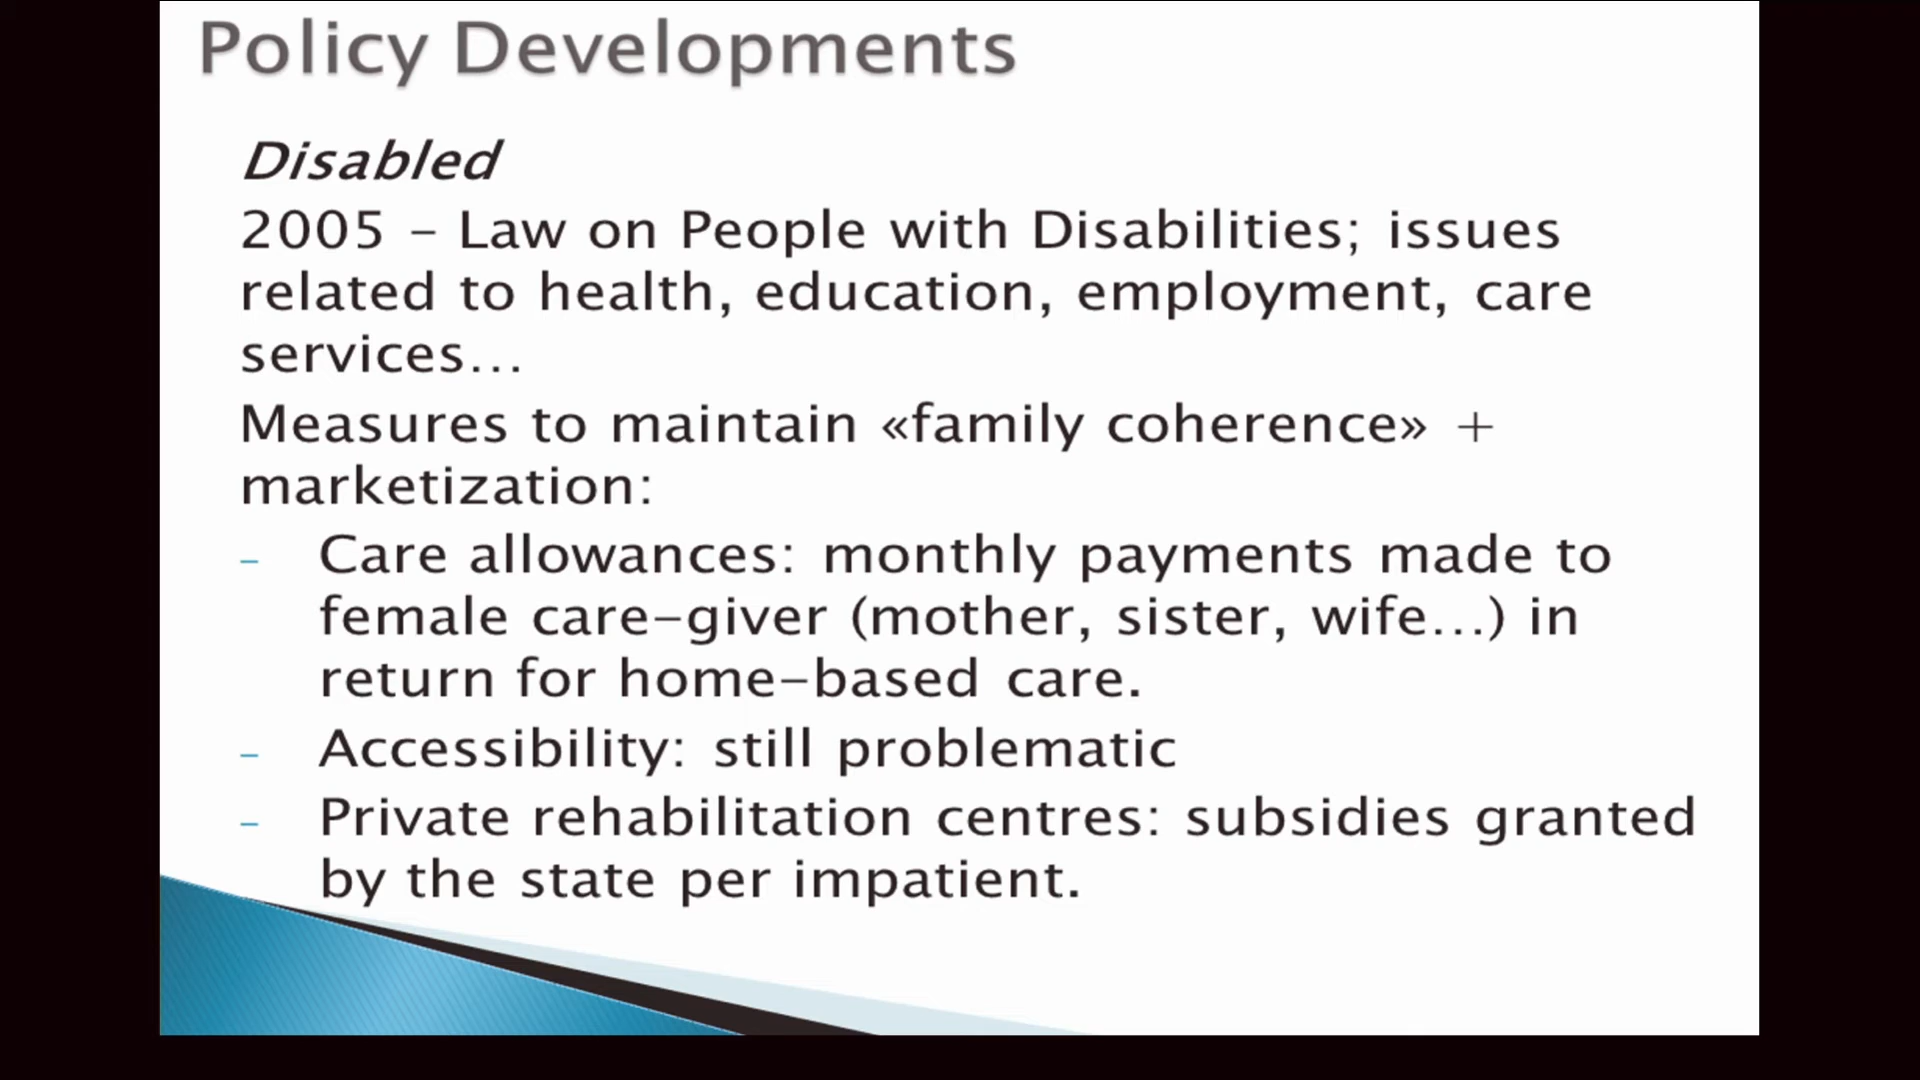 Policy Developments
Disabled
2005 – Law on People with Disabilities; issues
related to health, education, employment, care
services...
Measures to maintain «family coherence» +
marketization:
- Care allowances: monthly payments made to
female care-giver (mother, sister, wife...) in
return for home-based care.
- Accessibility: still problematic
- Private rehabilitation centres: subsidies granted
by the state per impatient.